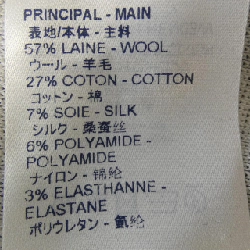 PRINCIPAL - MAIN
表地/本体 - 主料
57% LAINE - WOOL
ウール - 羊毛
27% COTON - COTTON
コットン - 棉
7% SOIE - SILK
シルク - 桑蚕丝
6% POLYAMIDE -
POLYAMIDE
ナイロン - 锦纶
3% ELASTHANNE -
ELASTANE
ポリウレタン - 氨纶